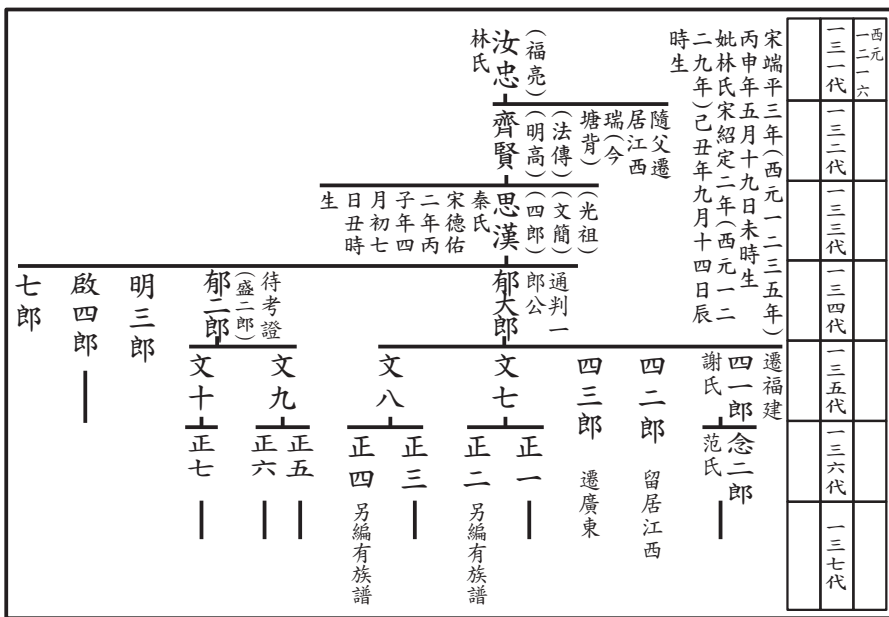 西元
一二一六
一三一代
一三二代
一三三代
一三四代
一三五代
一三六代
一三七代
宋端平三年(西元一二三五年)
丙申年五月十九日未時生
妣林氏宋紹定二年(西元一二
二九年)己丑年九月十四日辰
時生
(福亮)
汝忠
林氏
隨父遷
居江西
瑞(今
塘背)
(法傳)
(明高)
齊賢
(光祖)
(文簡)
(四郎)
思漢
秦氏
宋德佑
二年丙
子年四
月初七
日丑時
生
通判一
郎公
郁大郎
待考證
(盛二郎)
郁二郎
明三郎
啟四郎
七郎
遷福建
四一郎
謝氏
四二郎
留居江西
四三郎
遷廣東
文七
文八
文九
文十
念二郎
范氏
正一
正二
另編有族譜
正三
正四
另編有族譜
正五
正六
正七